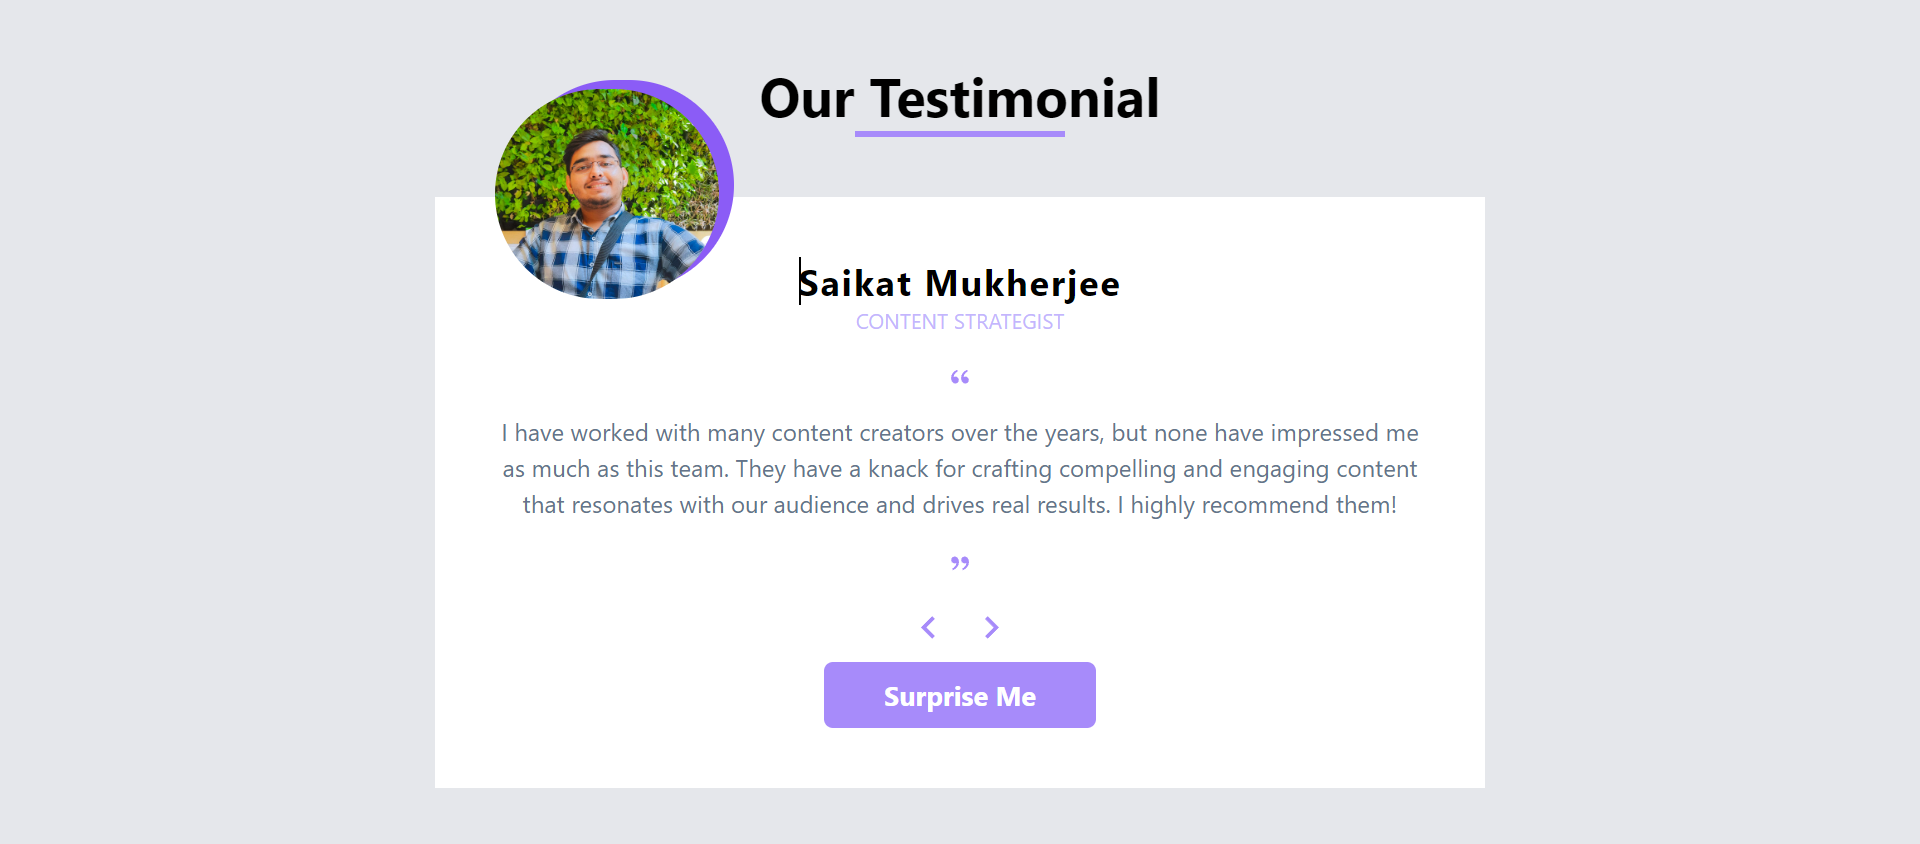 Our Testimonial
Saikat Mukherjee
CONTENT STRATEGIST
“
I have worked with many content creators over the years, but none have impressed me
as much as this team. They have a knack for crafting compelling and engaging content
that resonates with our audience and drives real results. I highly recommend them!
”
Surprise Me